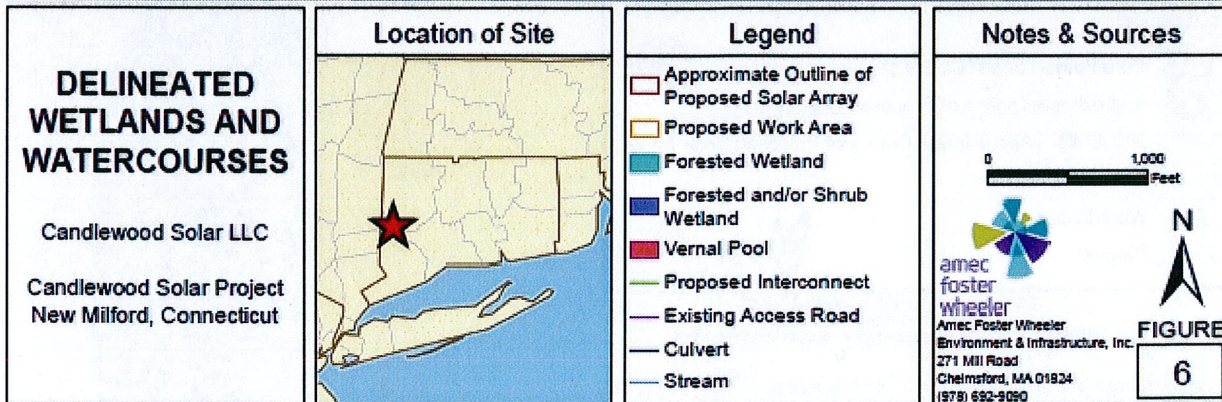 DELINEATED
WETLANDS AND
WATERCOURSES
Candlewood Solar LLC
Candlewood Solar Project
New Milford, Connecticut
Location of Site
Legend
Approximate Outline of
Proposed Solar Array
Proposed Work Area
Forested Wetland
Forested and/or Shrub
Wetland
Vernal Pool
Proposed Interconnect
Existing Access Road
Culvert
Stream
Notes & Sources
0 1,000
Feet
N
amec
foster
wheeler
Amec Foster Wheeler
Environment & Infrastructure, Inc.
271 Mill Road
Chelmsford, MA 01824
(978) 692-9090
FIGURE
6